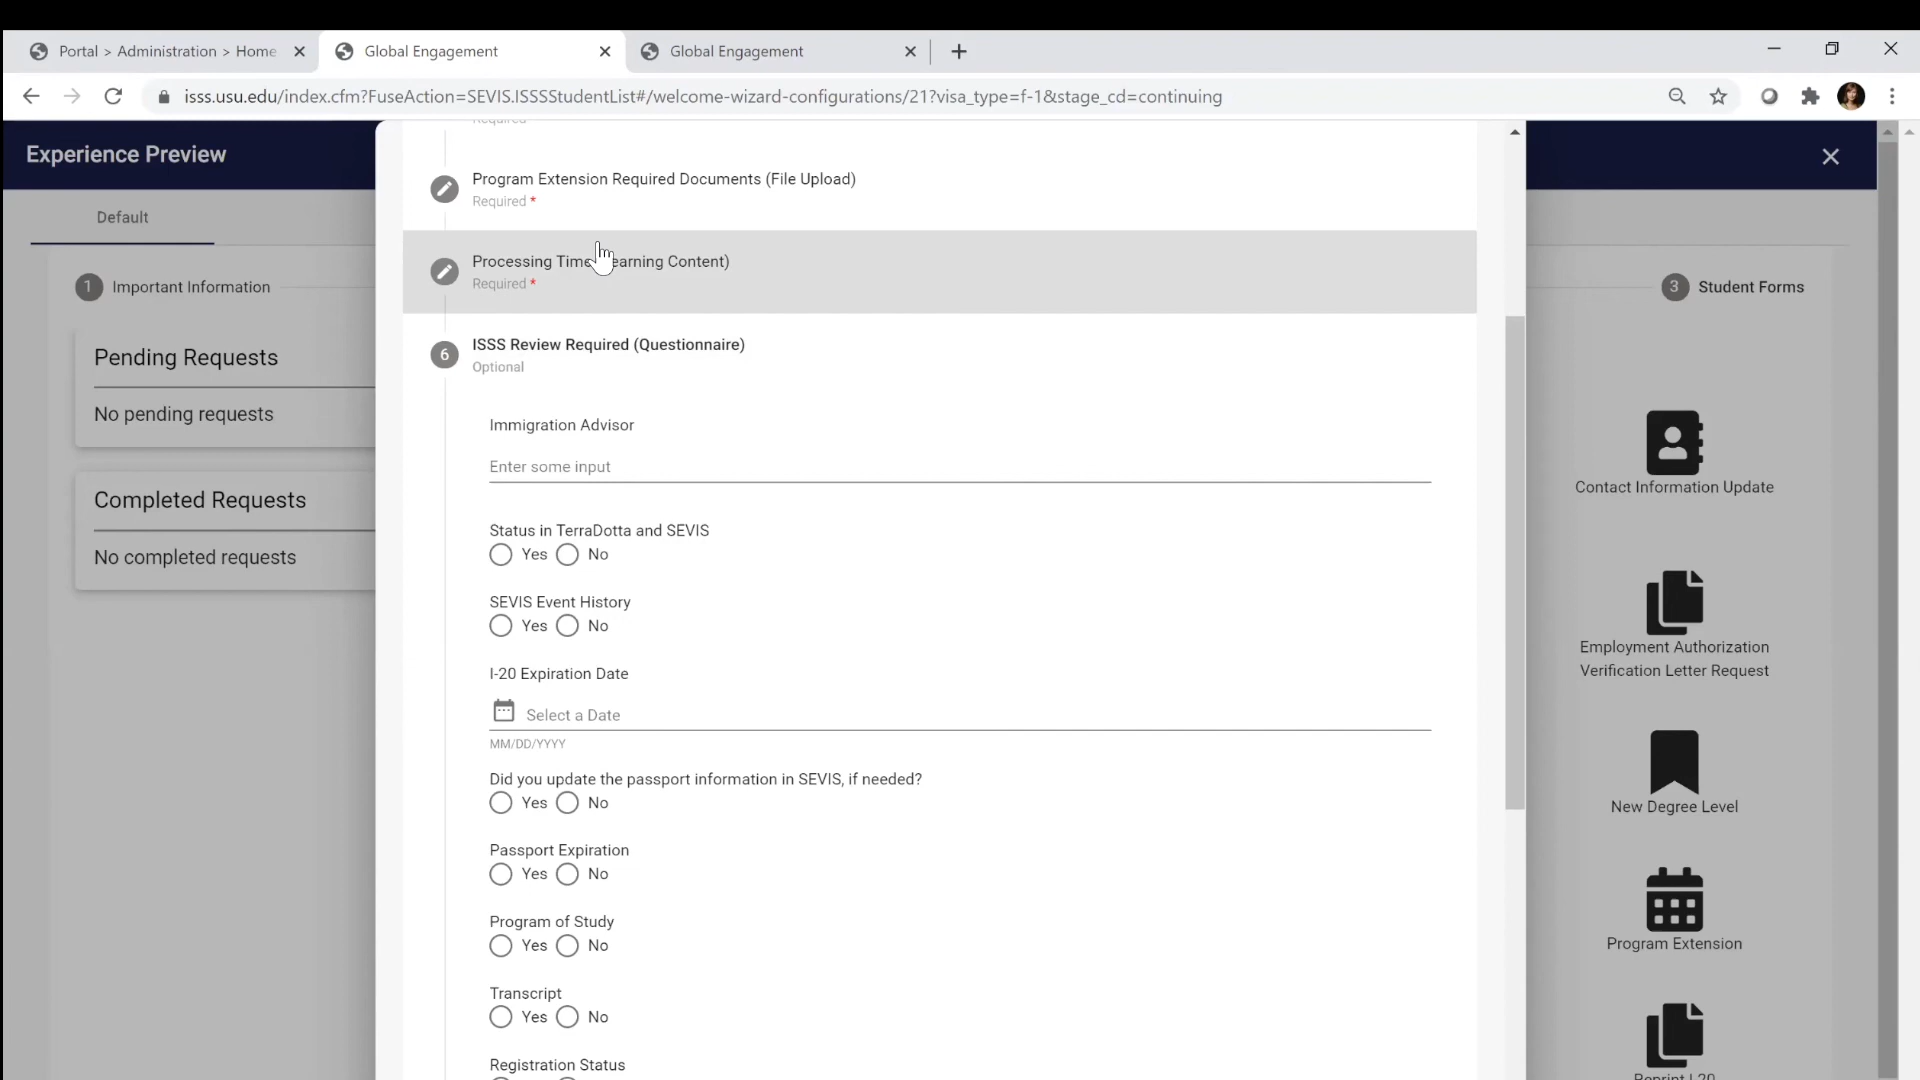 Portal > Administration > Home
Global Engagement
Global Engagement
isss.usu.edu/index.cfm?FuseAction=SEVIS.ISSSStudentList#/welcome-wizard-configurations/21?visa_type=f-1&stage_cd=continuing
Experience Preview
Default
1 Important Information
Pending Requests
No pending requests
Completed Requests
No completed requests
Required
Program Extension Required Documents (File Upload)
Required *
Processing Time earning Content)
Required *
6 ISSS Review Required (Questionnaire)
Optional
Immigration Advisor
Enter some input
Status in TerraDotta and SEVIS
Yes No
SEVIS Event History
Yes No
I-20 Expiration Date
Select a Date
MM/DD/YYYY
Did you update the passport information in SEVIS, if needed?
Yes No
Passport Expiration
Yes No
Program of Study
Yes No
Transcript
Yes No
Registration Status
3 Student Forms
Contact Information Update
Employment Authorization
Verification Letter Request
New Degree Level
Program Extension
Reprint I-20